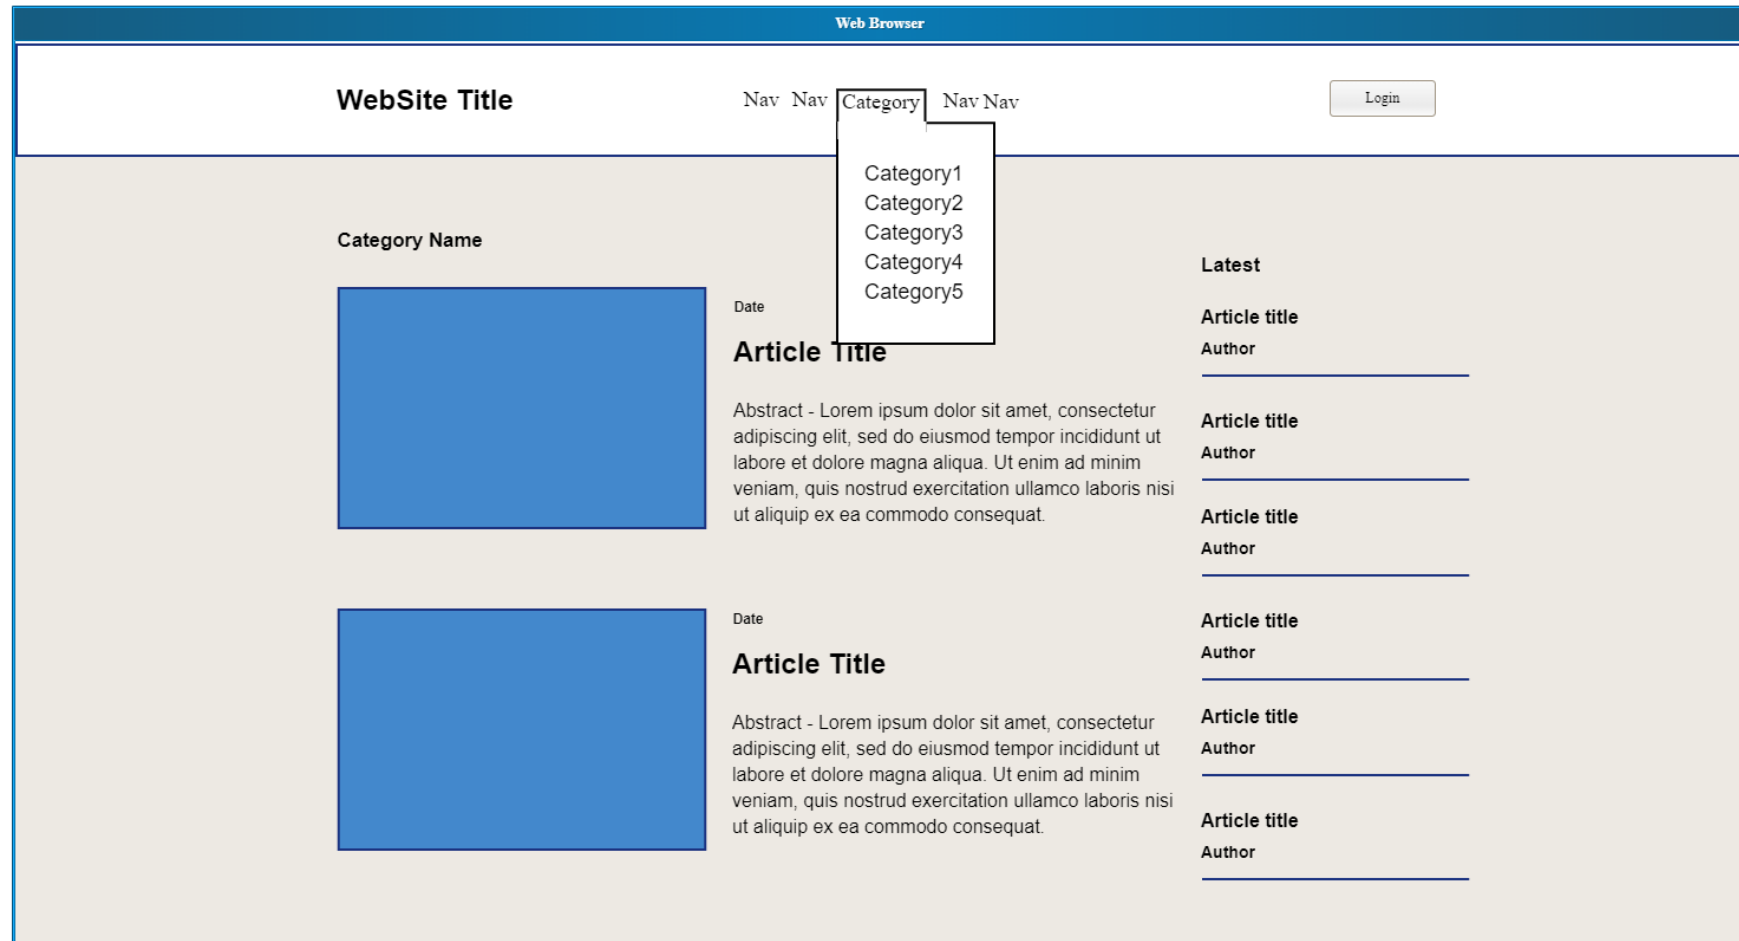 Web Browser
WebSite Title
Nav Nav Category Nav Nav
Login
Category1
Category2
Category3
Category4
Category5
Category Name
Date
Article Title
Abstract - Lorem ipsum dolor sit amet, consectetur
adipiscing elit, sed do eiusmod tempor incididunt ut
labore et dolore magna aliqua. Ut enim ad minim
veniam, quis nostrud exercitation ullamco laboris nisi
ut aliquip ex ea commodo consequat.
Date
Article Title
Abstract - Lorem ipsum dolor sit amet, consectetur
adipiscing elit, sed do eiusmod tempor incididunt ut
labore et dolore magna aliqua. Ut enim ad minim
veniam, quis nostrud exercitation ullamco laboris nisi
ut aliquip ex ea commodo consequat.
Latest
Article title
Author
Article title
Author
Article title
Author
Article title
Author
Article title
Author
Article title
Author